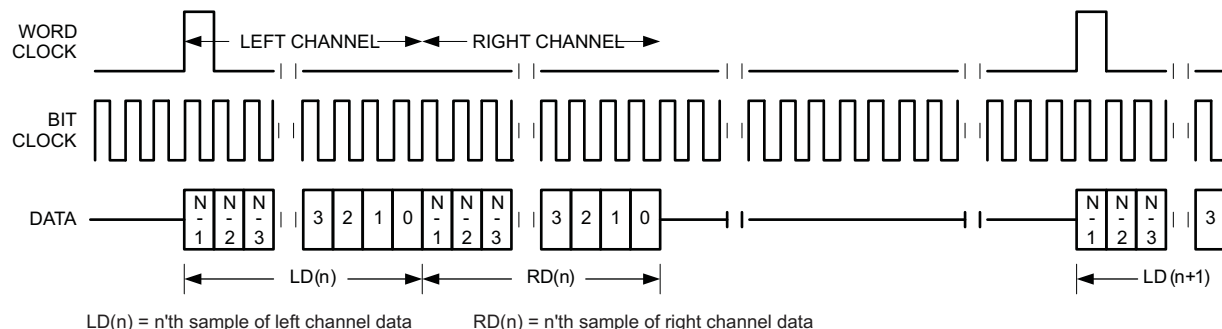 WORD
CLOCK
LEFT CHANNEL
RIGHT CHANNEL
BIT
CLOCK
DATA
N
-
1
N
-
2
N
-
3
3
2
1
0
N
-
1
N
-
2
N
-
3
3
2
1
0
N
-
1
N
-
2
N
-
3
3
LD(n)
RD(n)
LD (n+1)
LD(n) = n'th sample of left channel data
RD(n) = n'th sample of right channel data